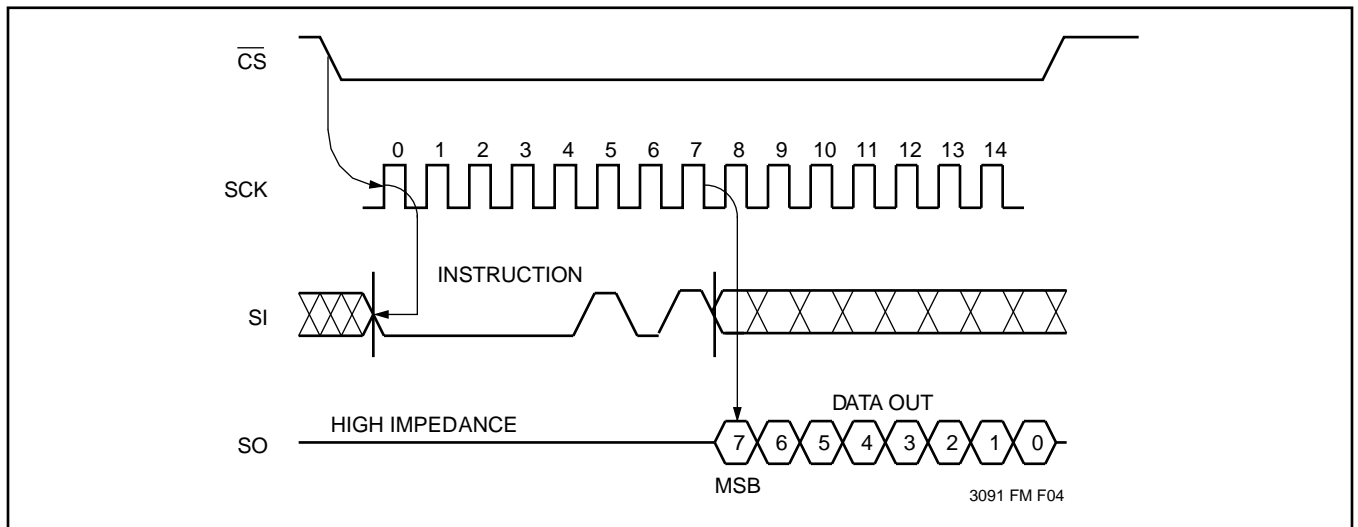 CS
0 1 2 3 4 5 6 7 8 9 10 11 12 13 14
SCK
INSTRUCTION
SI
DATA OUT
HIGH IMPEDANCE
SO
7 6 5 4 3 2 1 0
MSB
3091 FM F04